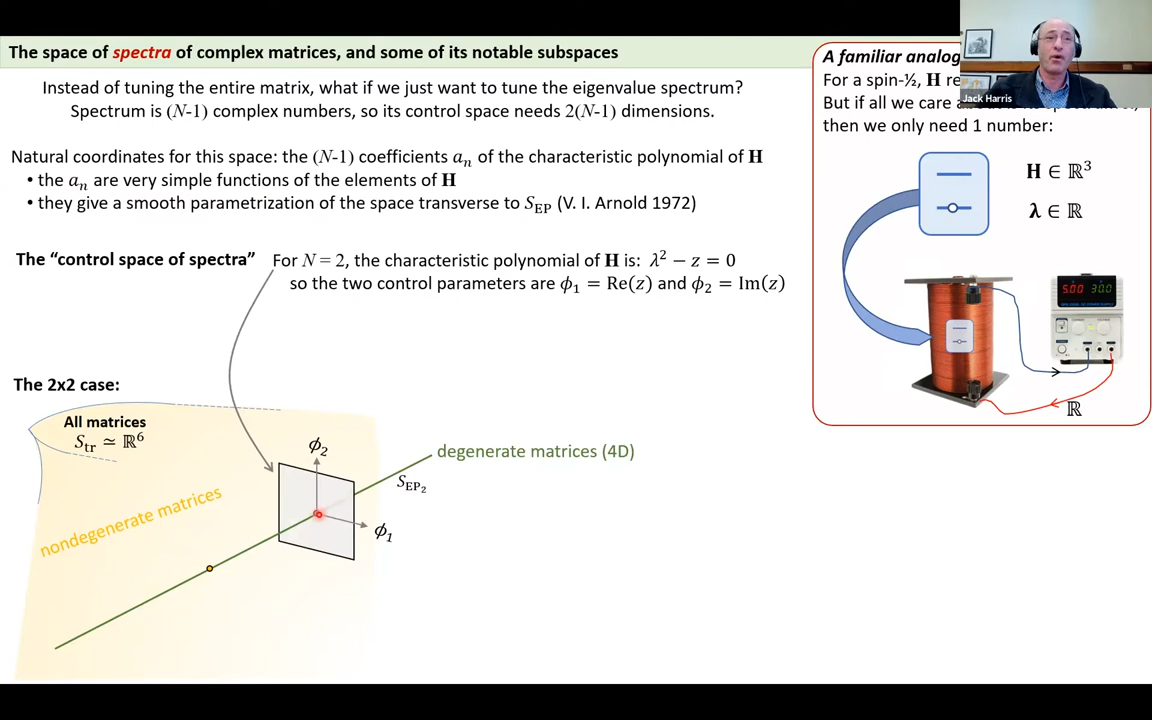 The space of spectra of complex matrices, and some of its notable subspaces
Instead of tuning the entire matrix, what if we just want to tune the eigenvalue spectrum?
Spectrum is (N-1) complex numbers, so its control space needs 2(N-1) dimensions.
Natural coordinates for this space: the (N-1) coefficients aₙ of the characteristic polynomial of H
• the aₙ are very simple functions of the elements of H
• they give a smooth parametrization of the space transverse to S_EP (V. I. Arnold 1972)
The “control space of spectra”
For N = 2, the characteristic polynomial of H is: λ² − z = 0
so the two control parameters are ϕ₁ = Re(z) and ϕ₂ = Im(z)
The 2x2 case:
All matrices
S_tr ≃ ℝ⁶
nondegenerate matrices
ϕ₂
ϕ₁
degenerate matrices (4D)
S_EP₂
A familiar analog
For a spin-½, H re
But if all we care
then we only need 1 number:
H ∈ ℝ³
λ ∈ ℝ
5.00 30.0
ℝ
Jack Harris